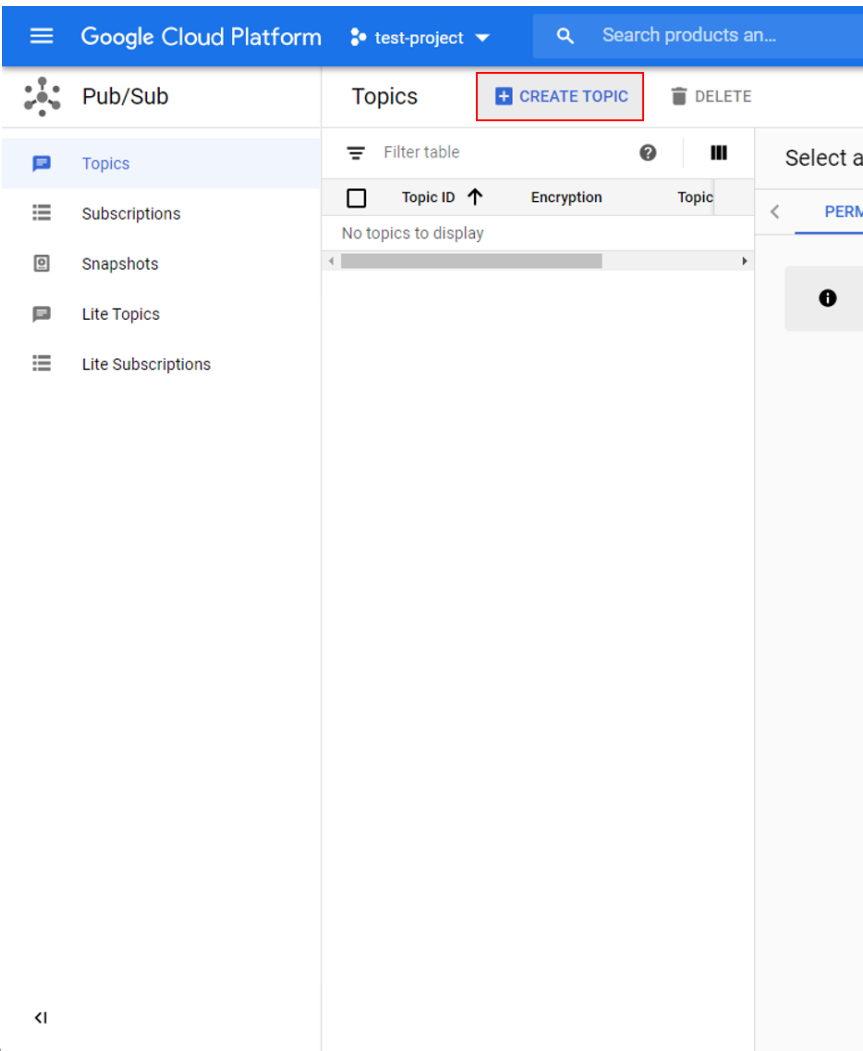 Google Cloud Platform test-project Search products an...
Pub/Sub
Topics
Subscriptions
Snapshots
Lite Topics
Lite Subscriptions
Topics CREATE TOPIC DELETE
Filter table
Topic ID Encryption Topic
No topics to display
Select a
PERM